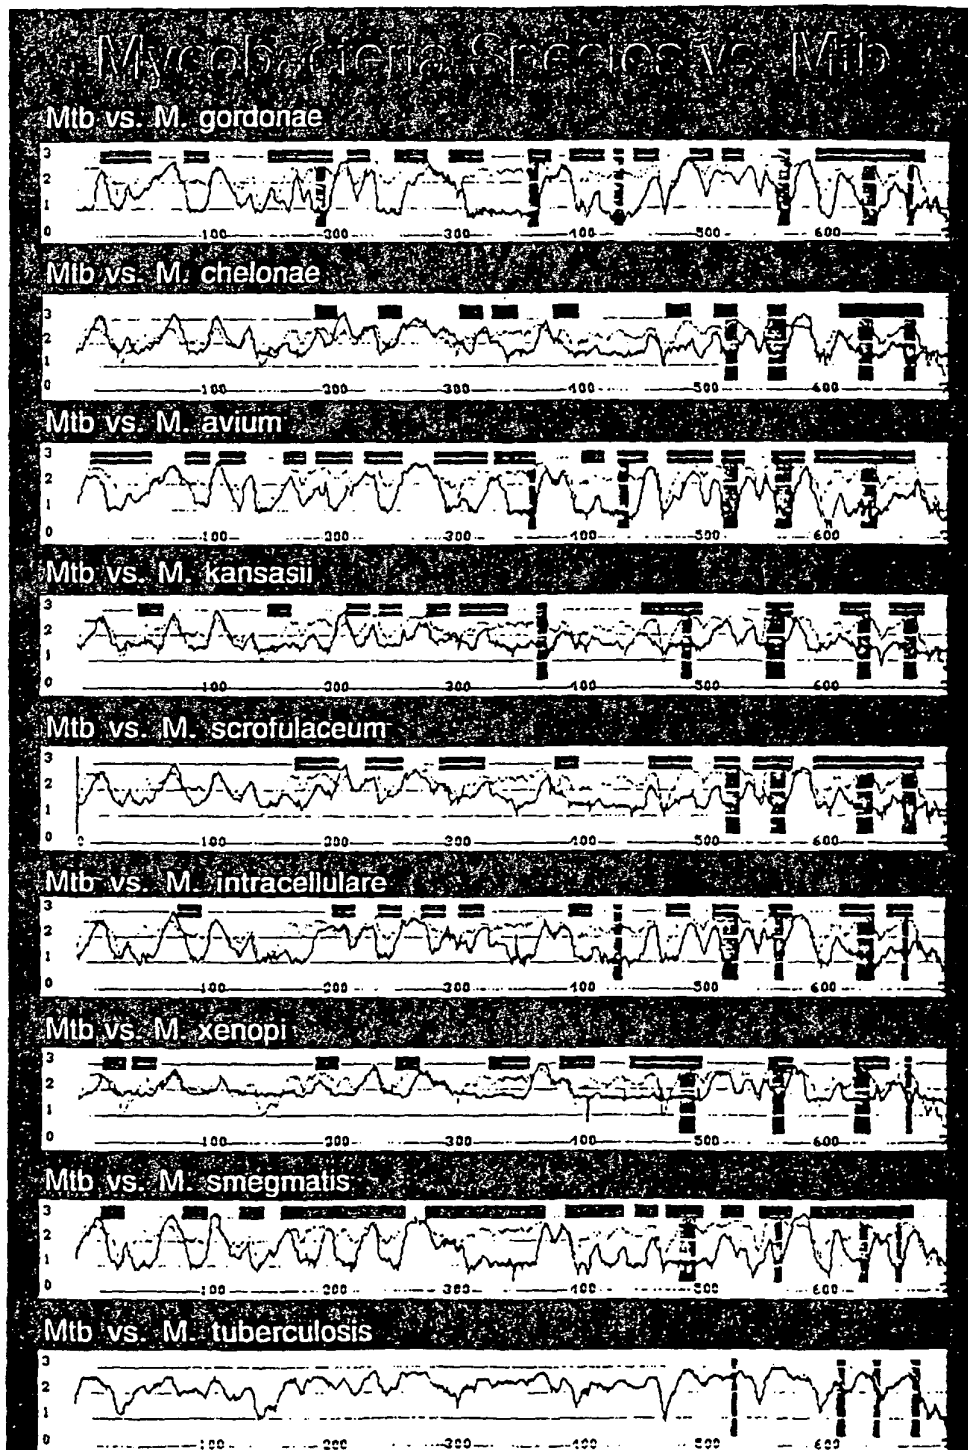 Mycobacteria Species vs. Mtb
Mtb vs. M. gordonae
3
2
1
0
100 200 300 400 500 600
Mtb vs. M. chelonae
3
2
1
0
100 200 300 400 500 600
Mtb vs. M. avium
3
2
1
0
100 200 300 400 500 600
Mtb vs. M. kansasii
3
2
1
0
100 200 300 400 500 600
Mtb vs. M. scrofulaceum
3
2
1
0
0 100 200 300 400 500 600
Mtb vs. M. intracellulare
3
2
1
0
100 200 300 400 500 600
Mtb vs. M. xenopi
3
2
1
0
100 200 300 400 500 600
Mtb vs. M. smegmatis
3
2
1
0
100 200 300 400 500 600
Mtb vs. M. tuberculosis
3
2
1
0
100 200 300 400 500 600